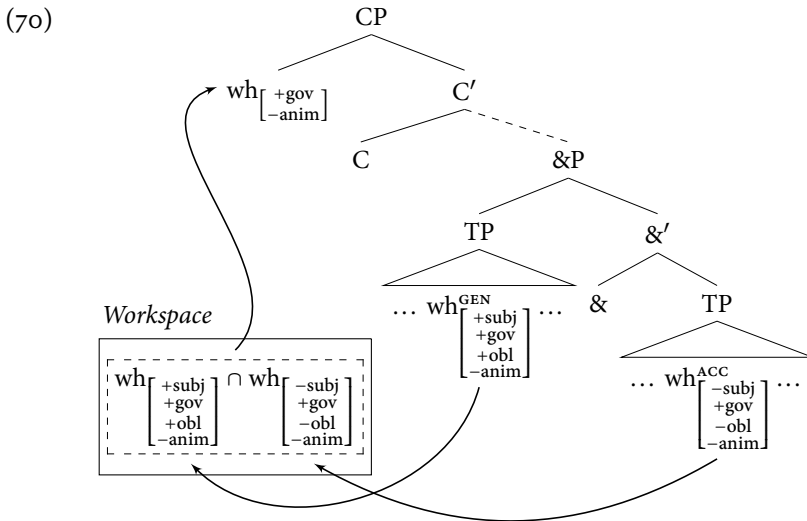 (70)
CP
wh[+gov −anim]
C′
C
&P
TP
&′
… wh^GEN[+subj +gov +obl −anim] …
&
TP
… wh^ACC[−subj +gov −obl −anim] …
Workspace
wh[+subj +gov +obl −anim] ∩ wh[−subj +gov −obl −anim]